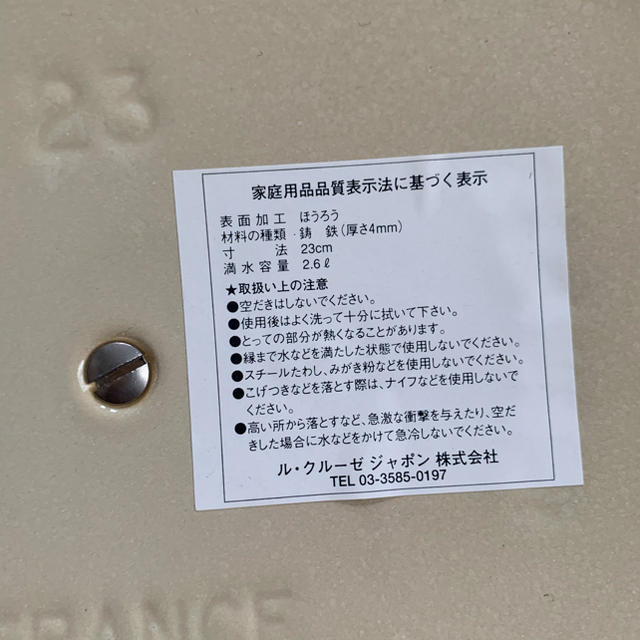 23
家庭用品品質表示法に基づく表示
表面加工 ほうろう
材料の種類・鋳 鉄(厚さ4mm)
寸 法 23cm
満水容量 2.6ℓ
★取扱い上の注意
●空だきはしないでください。
●使用後はよく洗って十分に拭いて下さい。
●とっての部分が熱くなることがあります。
●縁まで水などを満たした状態で使用しないでください。
●スチールたわし、みがき粉などを使用しないでください。
●こげつきなどを落とす際は、ナイフなどを使用しないで
ください。
●高い所から落とすなど、急激な衝撃を与えたり、空だ
きした場合に水などをかけて急冷しないでください。
ル・クルーゼ ジャポン 株式会社
TEL 03-3585-0197
FRANCE